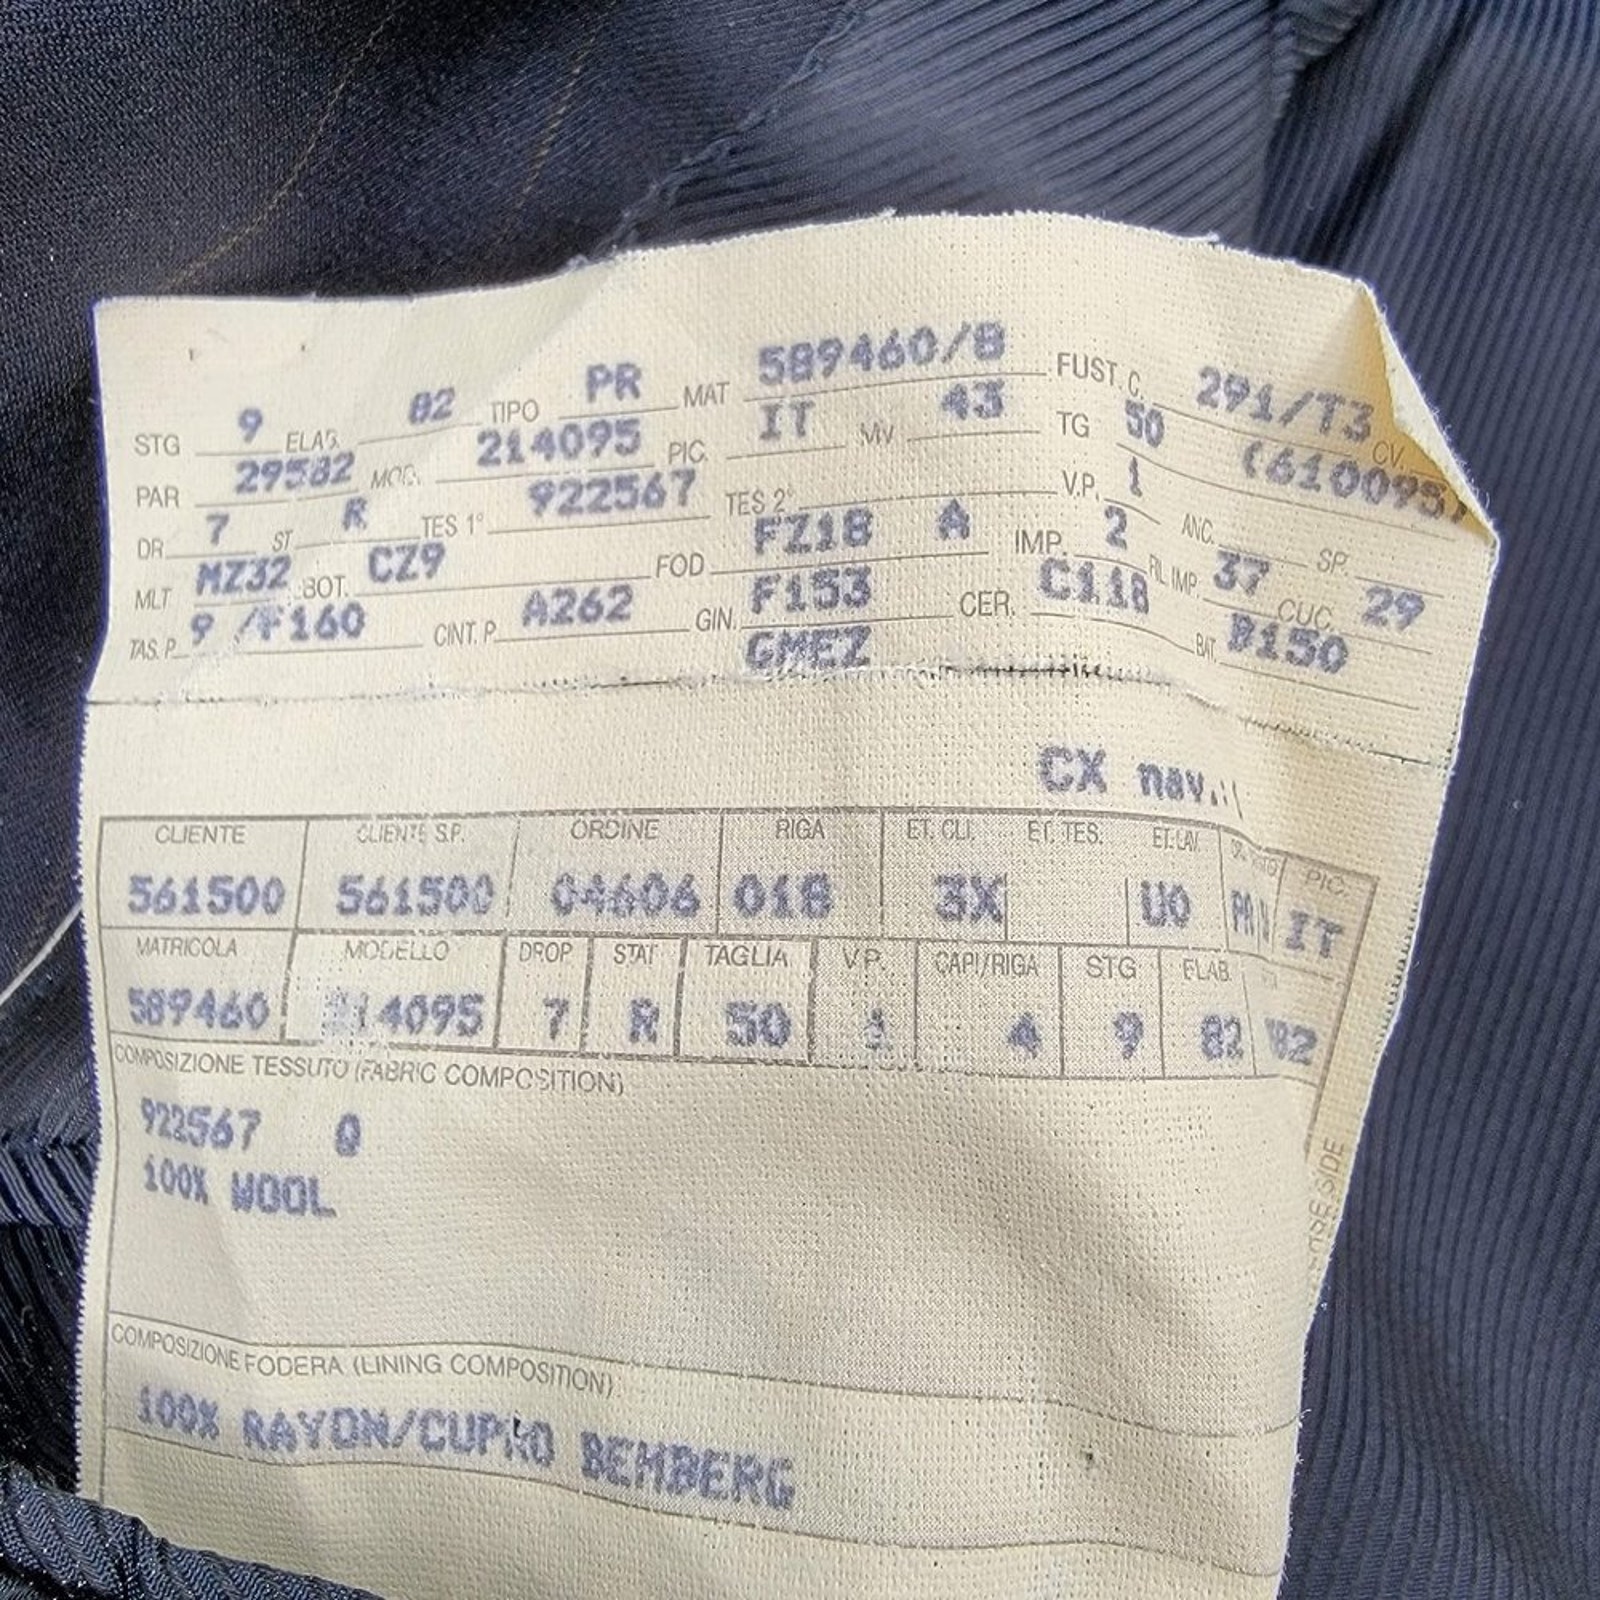 STG 9 ELAB. 82 TIPO PR MAT 589460/8 FUST. C. 291/T3 CV.
PAR 29582 MOD. 214095 PIC. IT MV 43 TG 50 (610095)
DR 7 ST R TES 1° 922567 TES 2° V.P. 1 ANC. SP.
MLT MZ32 BOT. CZ9 FOD FZ18 A IMP. 2 RL IMP. 37 CUC. 29
TAS. P. 9 /F160 CINT. P. A262 GIN. F153 CER. C118 BAT. B150
GMEZ
CX nav.
CLIENTE CLIENTE S.P. ORDINE RIGA ET. CLI. ET. TES. ET. LAV. PIC.
561500 561500 04606 018 3X U0 PR IT
MATRICOLA MODELLO DROP STAT TAGLIA V.P. CAPI/RIGA STG ELAB
589460 214095 7 R 50 1 4 9 82
COMPOSIZIONE TESSUTO (FABRIC COMPOSITION)
922567 Q
100% WOOL
COMPOSIZIONE FODERA (LINING COMPOSITION)
100% RAYON/CUPRO BEMBERG
SIDE